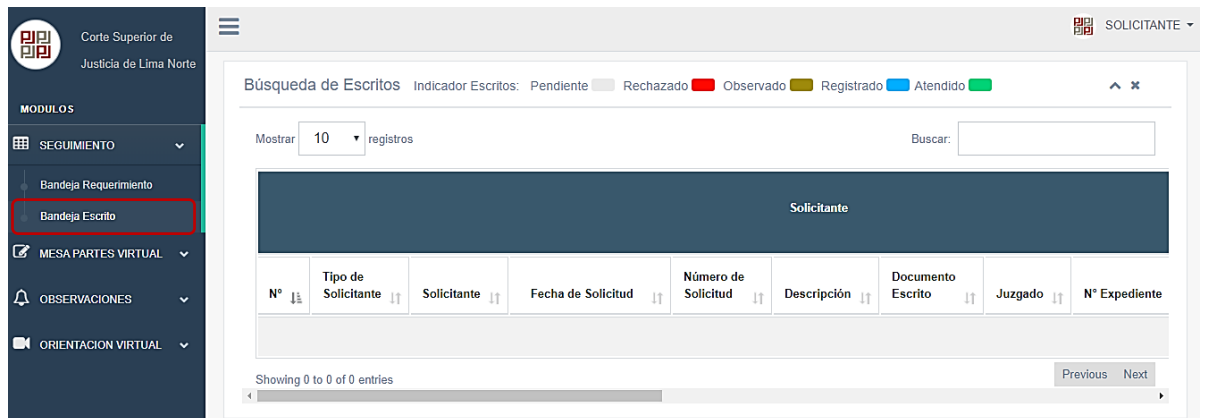 Corte Superior de
Justicia de Lima Norte
MODULOS
SEGUIMIENTO
Bandeja Requerimiento
Bandeja Escrito
MESA PARTES VIRTUAL
OBSERVACIONES
ORIENTACION VIRTUAL
SOLICITANTE
Búsqueda de Escritos Indicador Escritos: Pendiente Rechazado Observado Registrado Atendido
Mostrar 10 registros Buscar:
Solicitante
N° Tipo de Solicitante Solicitante Fecha de Solicitud Número de Solicitud Descripción Documento Escrito Juzgado N° Expediente
Showing 0 to 0 of 0 entries
Previous Next